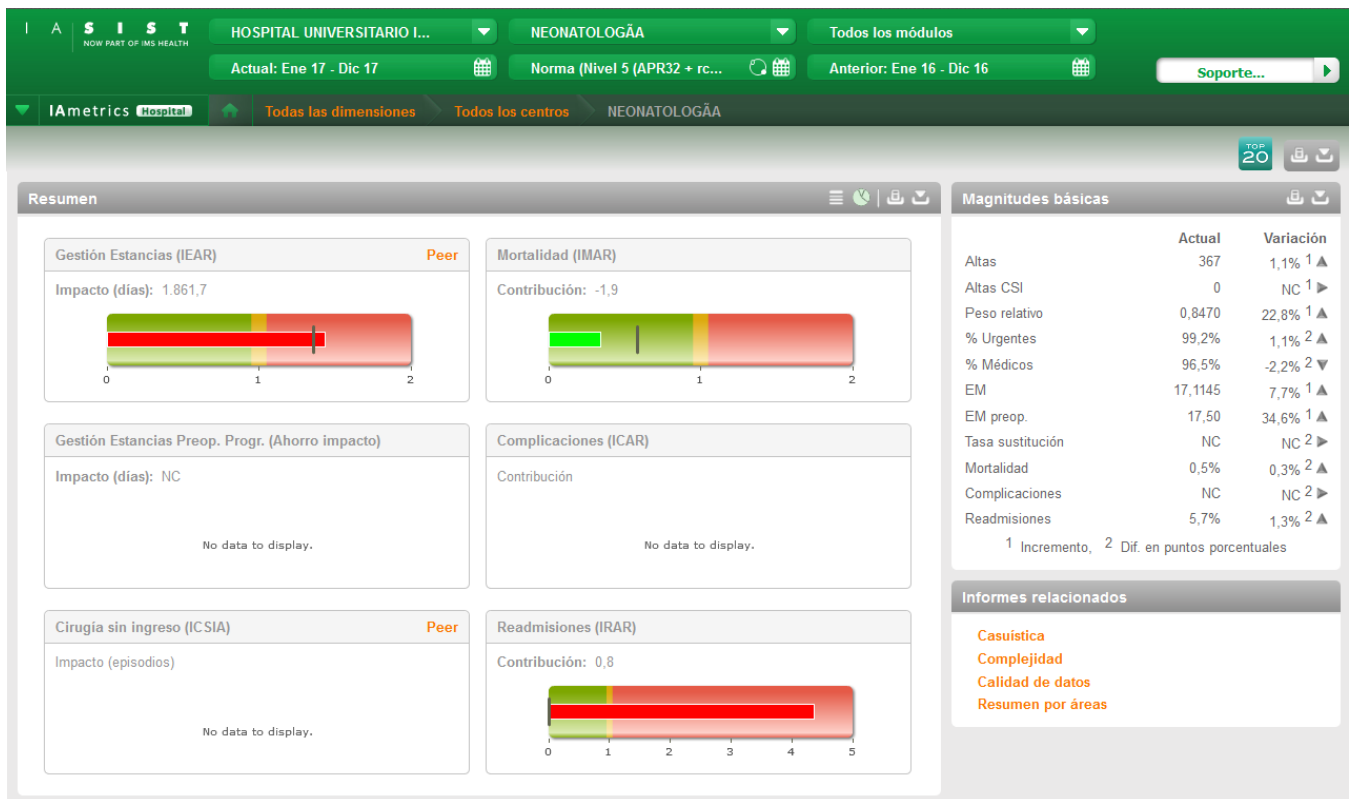 I A S I S T
NOW PART OF IMS HEALTH
HOSPITAL UNIVERSITARIO I...
NEONATOLOGÃA
Todos los módulos
Actual: Ene 17 - Dic 17
Norma (Nivel 5 (APR32 + rc...
Anterior: Ene 16 - Dic 16
Soporte...
IAmetrics Hospital
Todas las dimensiones
Todos los centros
NEONATOLOGÃA
TOP 20
Resumen
Gestión Estancias (IEAR) Peer
Impacto (días): 1.861,7
0 1 2
Mortalidad (IMAR)
Contribución: -1,9
0 1 2
Gestión Estancias Preop. Progr. (Ahorro impacto)
Impacto (días): NC
No data to display.
Complicaciones (ICAR)
Contribución
No data to display.
Cirugía sin ingreso (ICSIA) Peer
Impacto (episodios)
No data to display.
Readmisiones (IRAR)
Contribución: 0,8
0 1 2 3 4 5
Magnitudes básicas
Actual Variación
Altas 367 1,1% 1
Altas CSI 0 NC 1
Peso relativo 0,8470 22,8% 1
% Urgentes 99,2% 1,1% 2
% Médicos 96,5% -2,2% 2
EM 17,1145 7,7% 1
EM preop. 17,50 34,6% 1
Tasa sustitución NC NC 2
Mortalidad 0,5% 0,3% 2
Complicaciones NC NC 2
Readmisiones 5,7% 1,3% 2
1 Incremento, 2 Dif. en puntos porcentuales
Informes relacionados
Casuística
Complejidad
Calidad de datos
Resumen por áreas